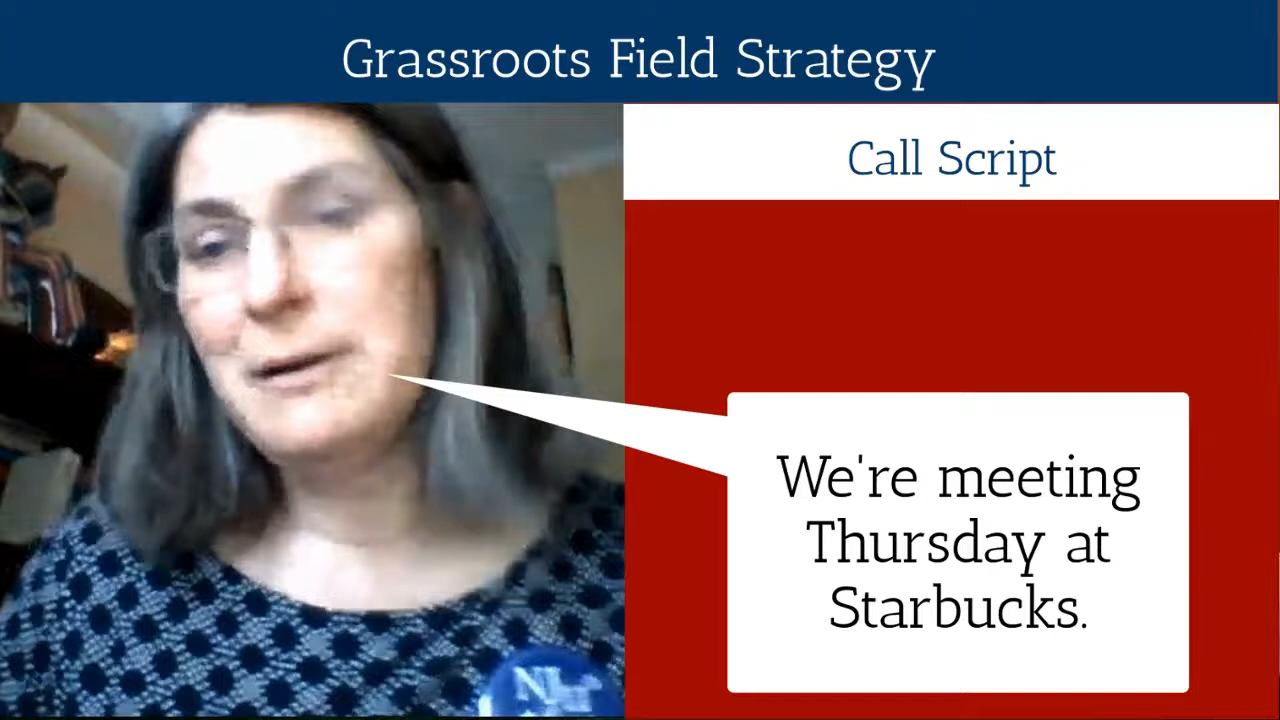 Grassroots Field Strategy
Call Script
We're meeting
Thursday at
Starbucks.